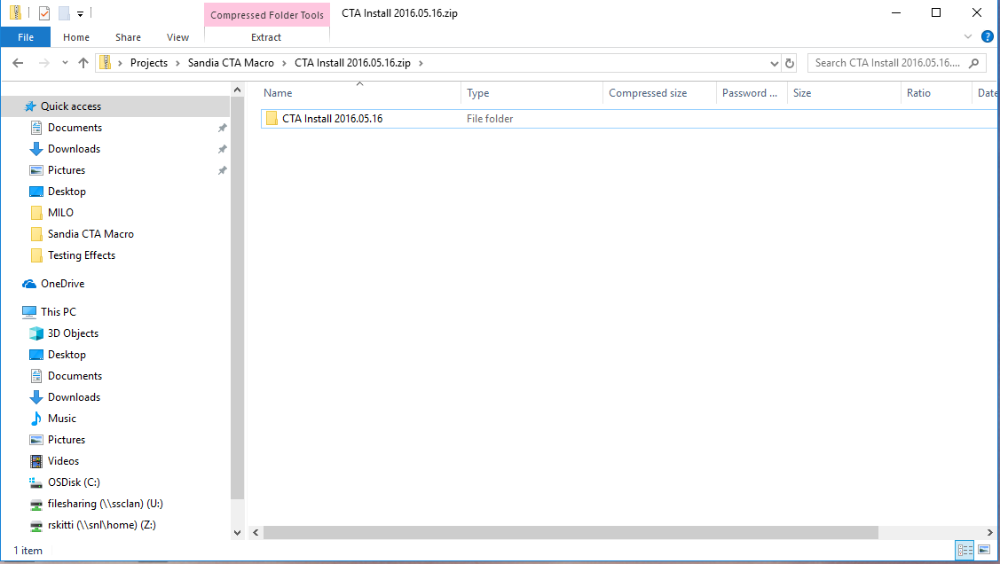 Compressed Folder Tools CTA Install 2016.05.16.zip
File Home Share View Extract ?
Projects Sandia CTA Macro CTA Install 2016.05.16.zip Search CTA Install 2016.05.16....
Name Type Compressed size Password ... Size Ratio Date
CTA Install 2016.05.16 File folder
Quick access
Documents
Downloads
Pictures
Desktop
MILO
Sandia CTA Macro
Testing Effects
OneDrive
This PC
3D Objects
Desktop
Documents
Downloads
Music
Pictures
Videos
OSDisk (C:)
filesharing (\\ssclan) (U:)
rskitti (\\snl\home) (Z:)
1 item